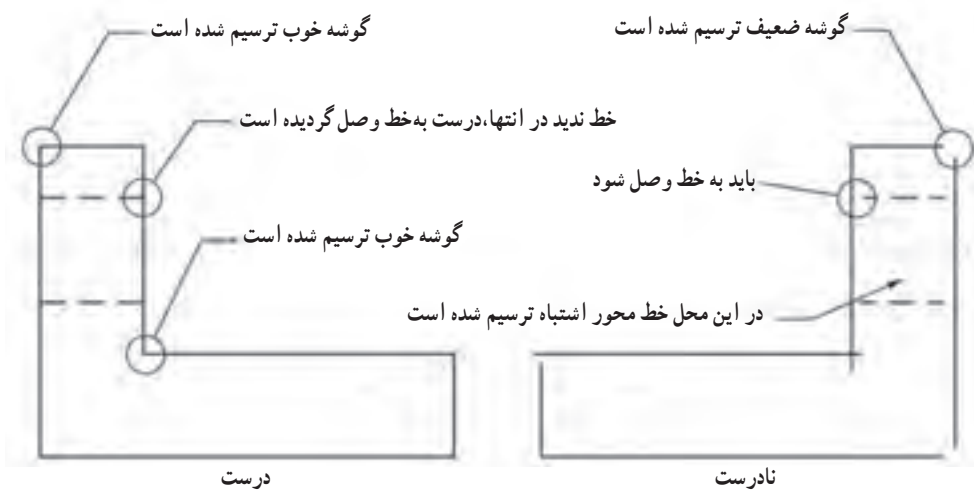 گوشه ضعیف ترسیم شده است
گوشه خوب ترسیم شده است
خط ندید در انتها،درست به‌خط وصل گردیده است
باید به خط وصل شود
گوشه خوب ترسیم شده است
در این محل خط محور اشتباه ترسیم شده است
نادرست
درست